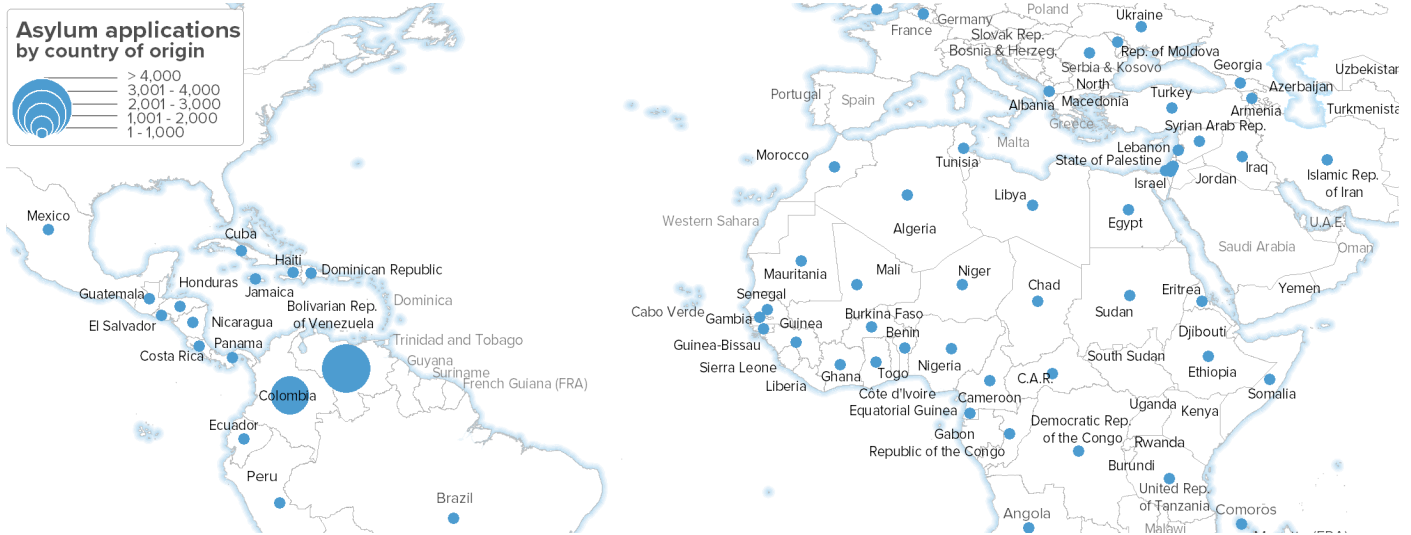 Asylum applications
by country of origin
> 4,000
3,001 - 4,000
2,001 - 3,000
1,001 - 2,000
1 - 1,000
Mexico
Cuba
Haiti
Dominican Republic
Guatemala
Honduras
Jamaica
Dominica
El Salvador
Bolivarian Rep.
of Venezuela
Nicaragua
Costa Rica
Panama
Trinidad and Tobago
Guyana
Suriname
French Guiana (FRA)
Colombia
Ecuador
Peru
Brazil
Poland
Germany
France
Ukraine
Slovak Rep.
Bosnia & Herzeg.
Rep. of Moldova
Serbia & Kosovo
Georgia
Uzbekistan
North
Macedonia
Azerbaijan
Portugal
Spain
Albania
Turkey
Armenia
Turkmenista
Greece
Syrian Arab Rep.
Malta
Lebanon
Morocco
Tunisia
State of Palestine
Iraq
Israel
Jordan
Islamic Rep.
of Iran
Libya
Western Sahara
Algeria
Egypt
U.A.E.
Saudi Arabia
Oman
Mauritania
Mali
Niger
Chad
Eritrea
Yemen
Senegal
Cabo Verde
Gambia
Guinea
Burkina Faso
Sudan
Benin
Djibouti
Guinea-Bissau
Sierra Leone
Liberia
Ghana
Togo
Nigeria
South Sudan
Ethiopia
C.A.R.
Côte d'Ivoire
Cameroon
Somalia
Equatorial Guinea
Uganda
Kenya
Democratic Rep.
of the Congo
Gabon
Republic of the Congo
Rwanda
Burundi
United Rep.
of Tanzania
Angola
Comoros
Malawi